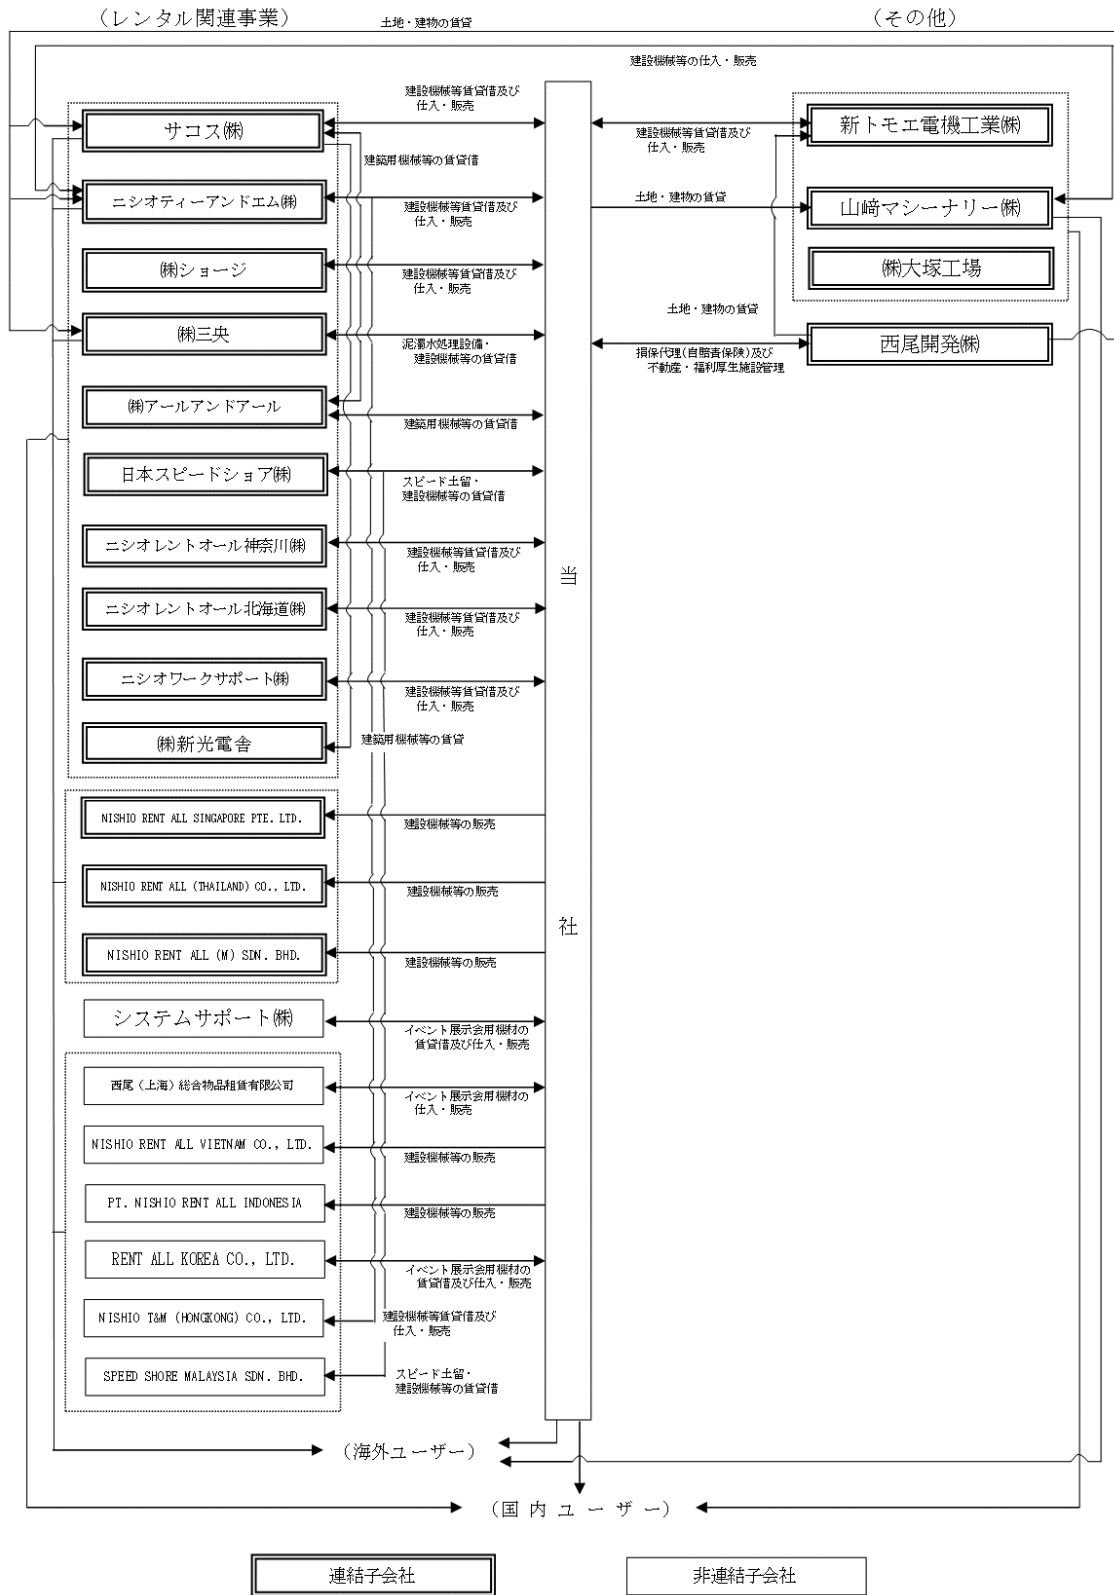 （レンタル関連事業）
土地・建物の賃貸
（その他）
建設機械等の仕入・販売
サコス㈱
建設機械等賃貸借及び
仕入・販売
建築用機械等の賃貸借
ニシオティーアンドエム㈱
建設機械等賃貸借及び
仕入・販売
㈱ショージ
建設機械等賃貸借及び
仕入・販売
㈱三央
泥濁水処理設備・
建設機械等の賃貸借
㈱アールアンドアール
建築用機械等の賃貸借
日本スピードショア㈱
スピード土留・
建設機械等の賃貸借
ニシオレントオール神奈川㈱
建設機械等賃貸借及び
仕入・販売
ニシオレントオール北海道㈱
建設機械等賃貸借及び
仕入・販売
ニシオワークサポート㈱
建設機械等賃貸借及び
仕入・販売
㈱新光電舎
建築用機械等の賃貸
NISHIO RENT ALL SINGAPORE PTE. LTD.
建設機械等の販売
NISHIO RENT ALL (THAILAND) CO., LTD.
建設機械等の販売
NISHIO RENT ALL (M) SDN. BHD.
建設機械等の販売
システムサポート㈱
イベント展示会用機材の
賃貸借及び仕入・販売
西尾（上海）総合物品租賃有限公司
イベント展示会用機材の
仕入・販売
NISHIO RENT ALL VIETNAM CO., LTD.
建設機械等の販売
PT. NISHIO RENT ALL INDONESIA
建設機械等の販売
RENT ALL KOREA CO., LTD.
イベント展示会用機材の
賃貸借及び仕入・販売
NISHIO T&M (HONGKONG) CO., LTD.
建設機械等賃貸借及び
仕入・販売
SPEED SHORE MALAYSIA SDN. BHD.
スピード土留・
建設機械等の賃貸借
当
社
新トモエ電機工業㈱
建設機械等賃貸借及び
仕入・販売
山﨑マシーナリー㈱
土地・建物の賃貸
㈱大塚工場
土地・建物の賃貸
西尾開発㈱
損保代理(自賠責保険)及び
不動産・福利厚生施設管理
（海外ユーザー）
（国 内 ユ ー ザ ー）
連結子会社
非連結子会社